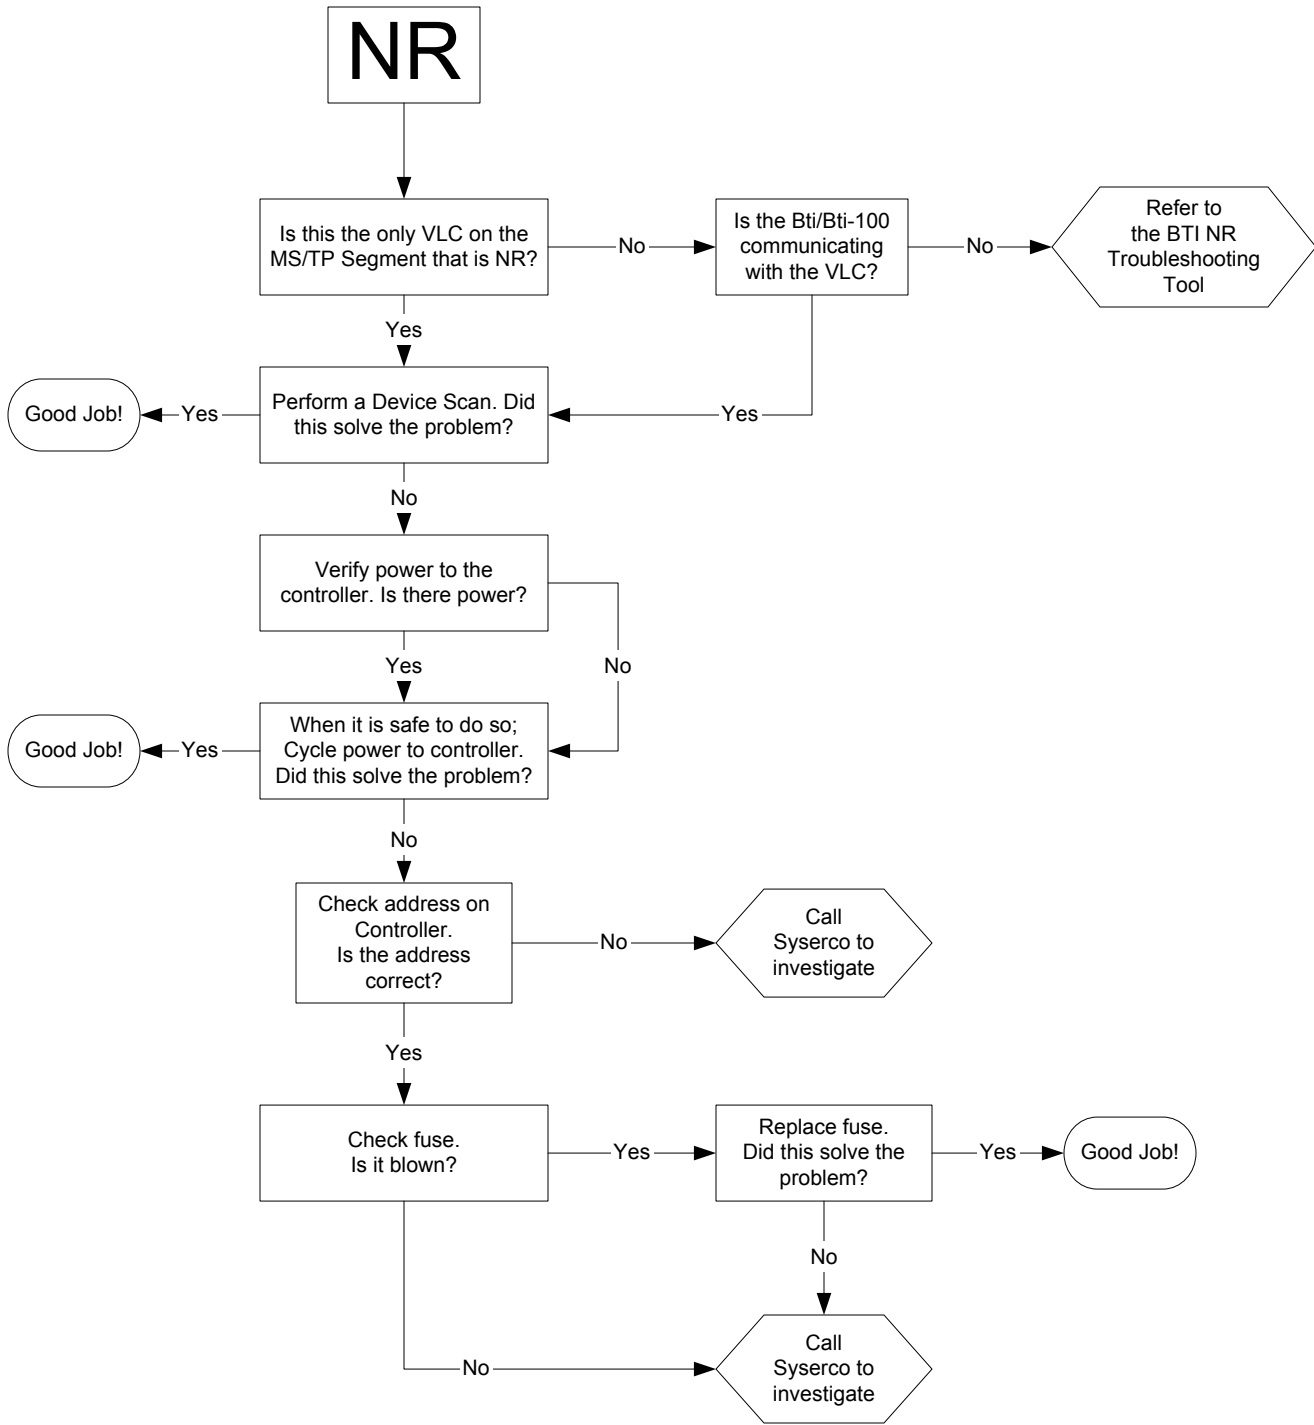 NR
Is this the only VLC on the
MS/TP Segment that is NR?
No
Is the Bti/Bti-100
communicating
with the VLC?
No
Refer to
the BTI NR
Troubleshooting
Tool
Yes
Good Job!
Yes
Perform a Device Scan. Did
this solve the problem?
Yes
No
Verify power to the
controller. Is there power?
Yes
No
Good Job!
Yes
When it is safe to do so;
Cycle power to controller.
Did this solve the problem?
No
Check address on
Controller.
Is the address
correct?
No
Call
Syserco to
investigate
Yes
Check fuse.
Is it blown?
Yes
Replace fuse.
Did this solve the
problem?
Yes
Good Job!
No
No
Call
Syserco to
investigate